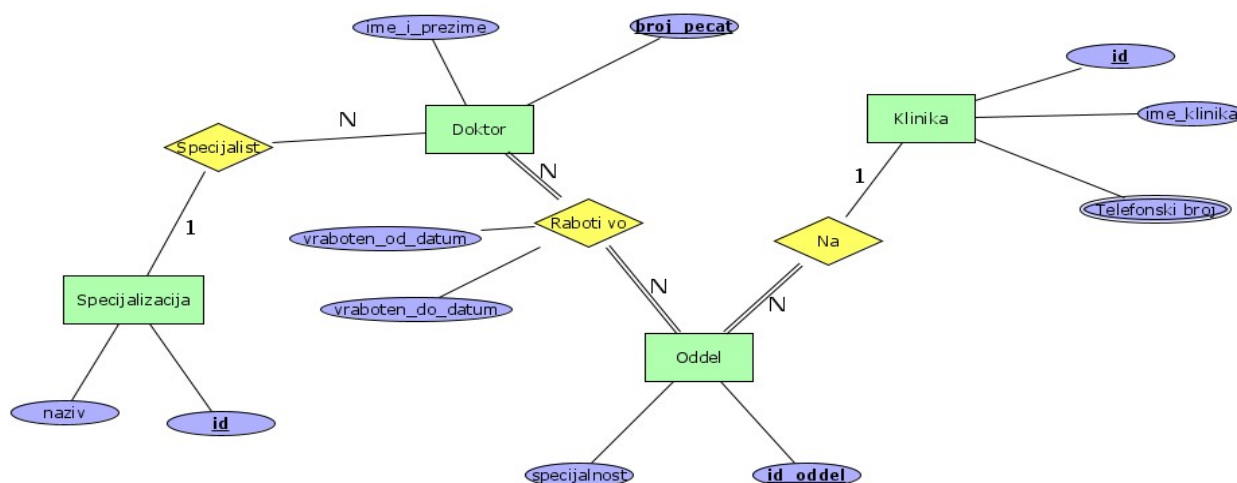 ime_i_prezime
broj_pecat
id
Klinika
ime_klinika
Doktor
N
Specijalist
N
1
Telefonski broj
Raboti vo
vraboten_od_datum
Na
1
Specijalizacija
N
N
vraboten_do_datum
Oddel
naziv
id
specijalnost
id_oddel